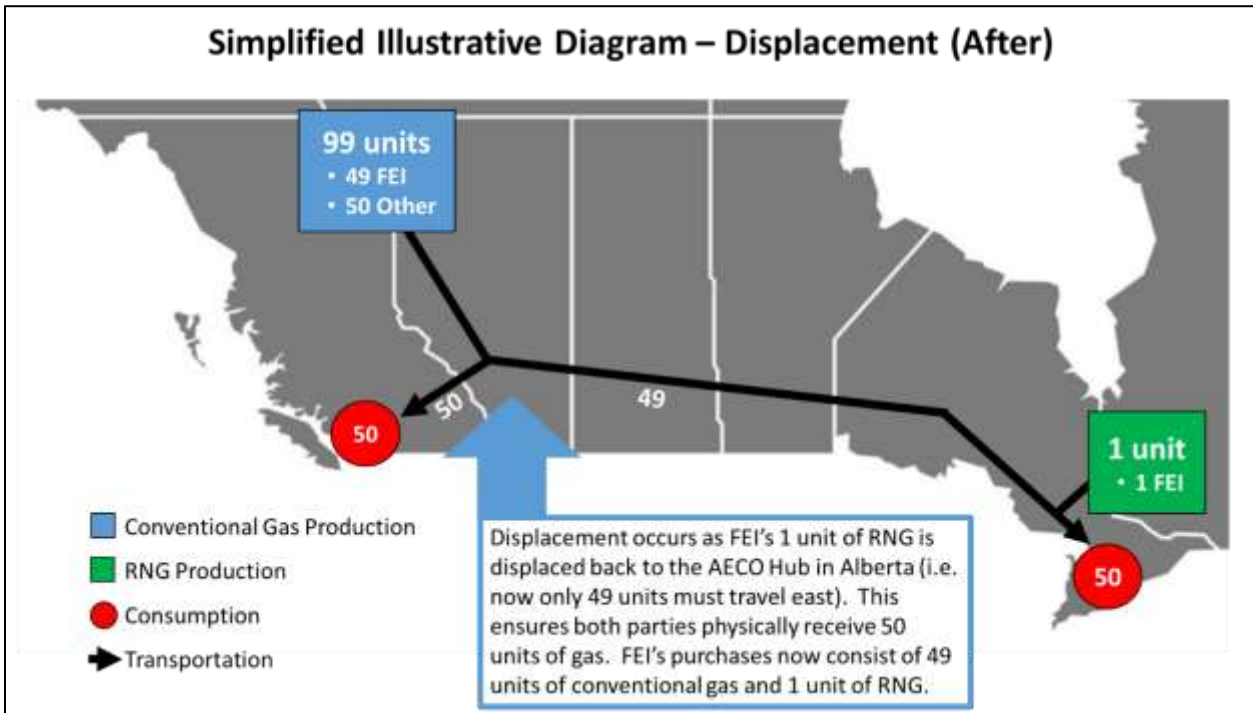 Simplified Illustrative Diagram – Displacement (After)
99 units
• 49 FEI
• 50 Other
50
49
50
1 unit
• 1 FEI
50
Conventional Gas Production
RNG Production
Consumption
Transportation
Displacement occurs as FEI's 1 unit of RNG is
displaced back to the AECO Hub in Alberta (i.e.
now only 49 units must travel east). This
ensures both parties physically receive 50
units of gas. FEI's purchases now consist of 49
units of conventional gas and 1 unit of RNG.